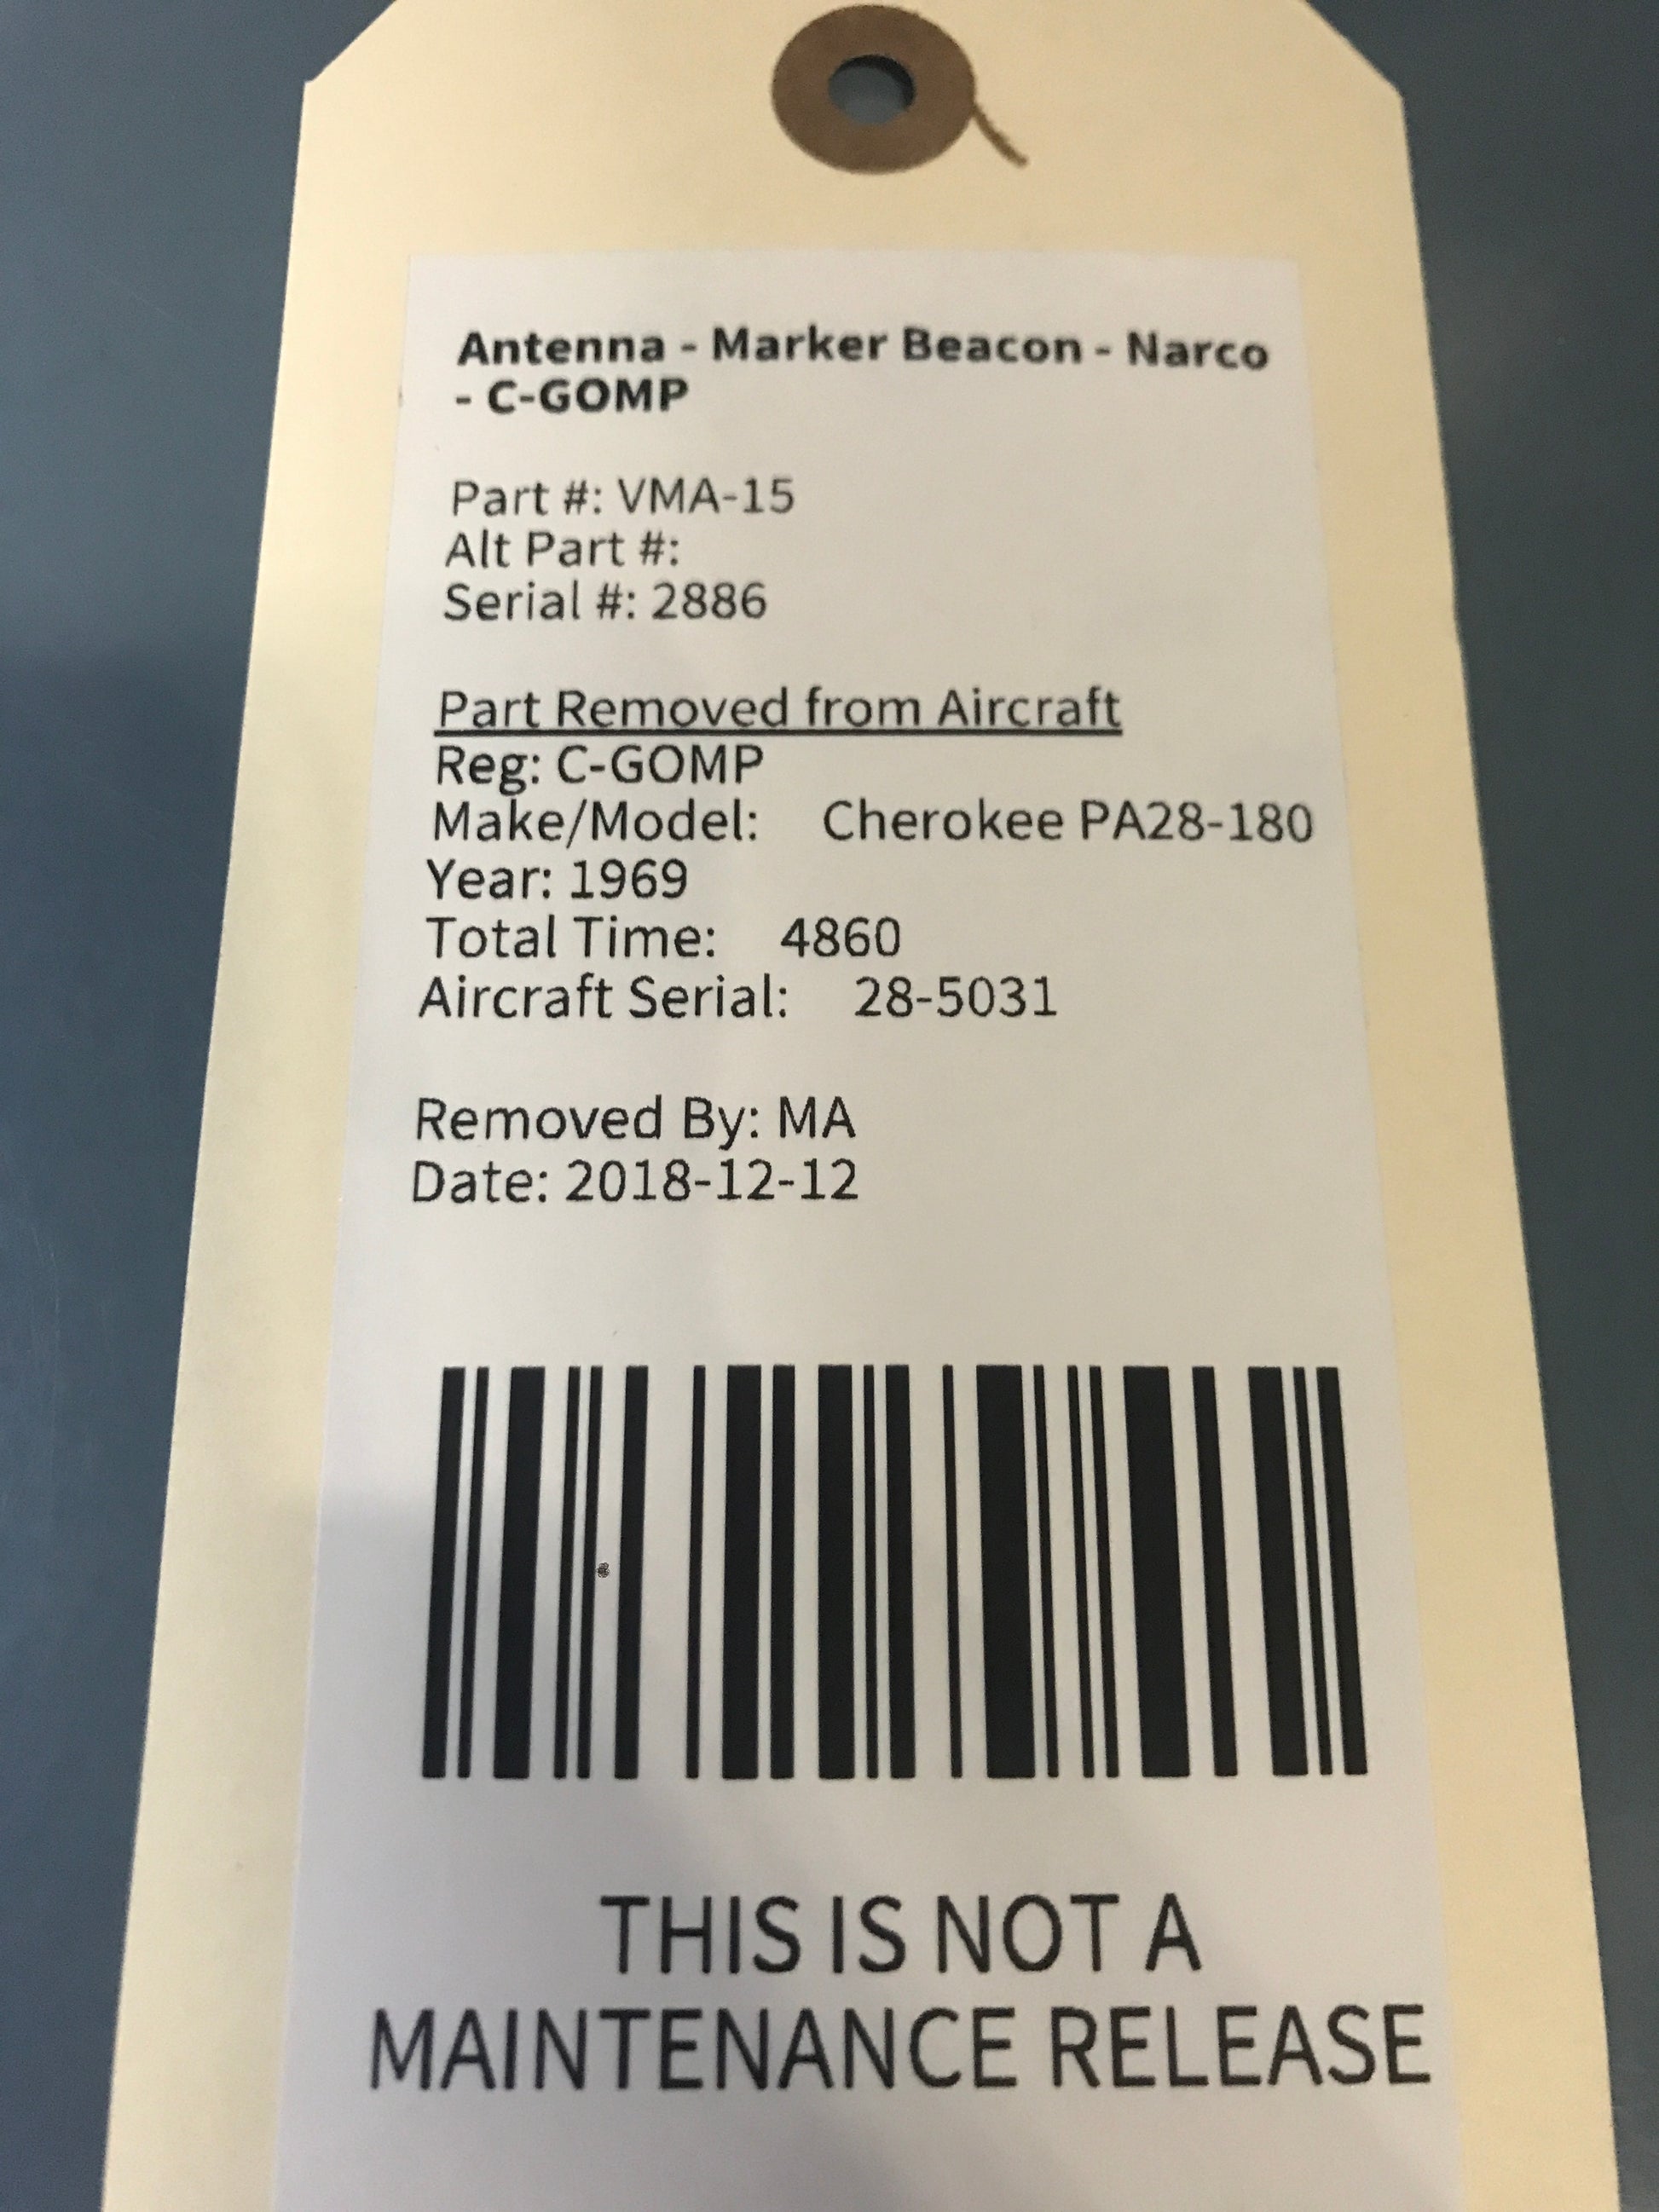 Antenna - Marker Beacon - Narco
- C-GOMP
Part #: VMA-15
Alt Part #:
Serial #: 2886
Part Removed from Aircraft
Reg: C-GOMP
Make/Model: Cherokee PA28-180
Year: 1969
Total Time: 4860
Aircraft Serial: 28-5031
Removed By: MA
Date: 2018-12-12
THIS IS NOT A
MAINTENANCE RELEASE